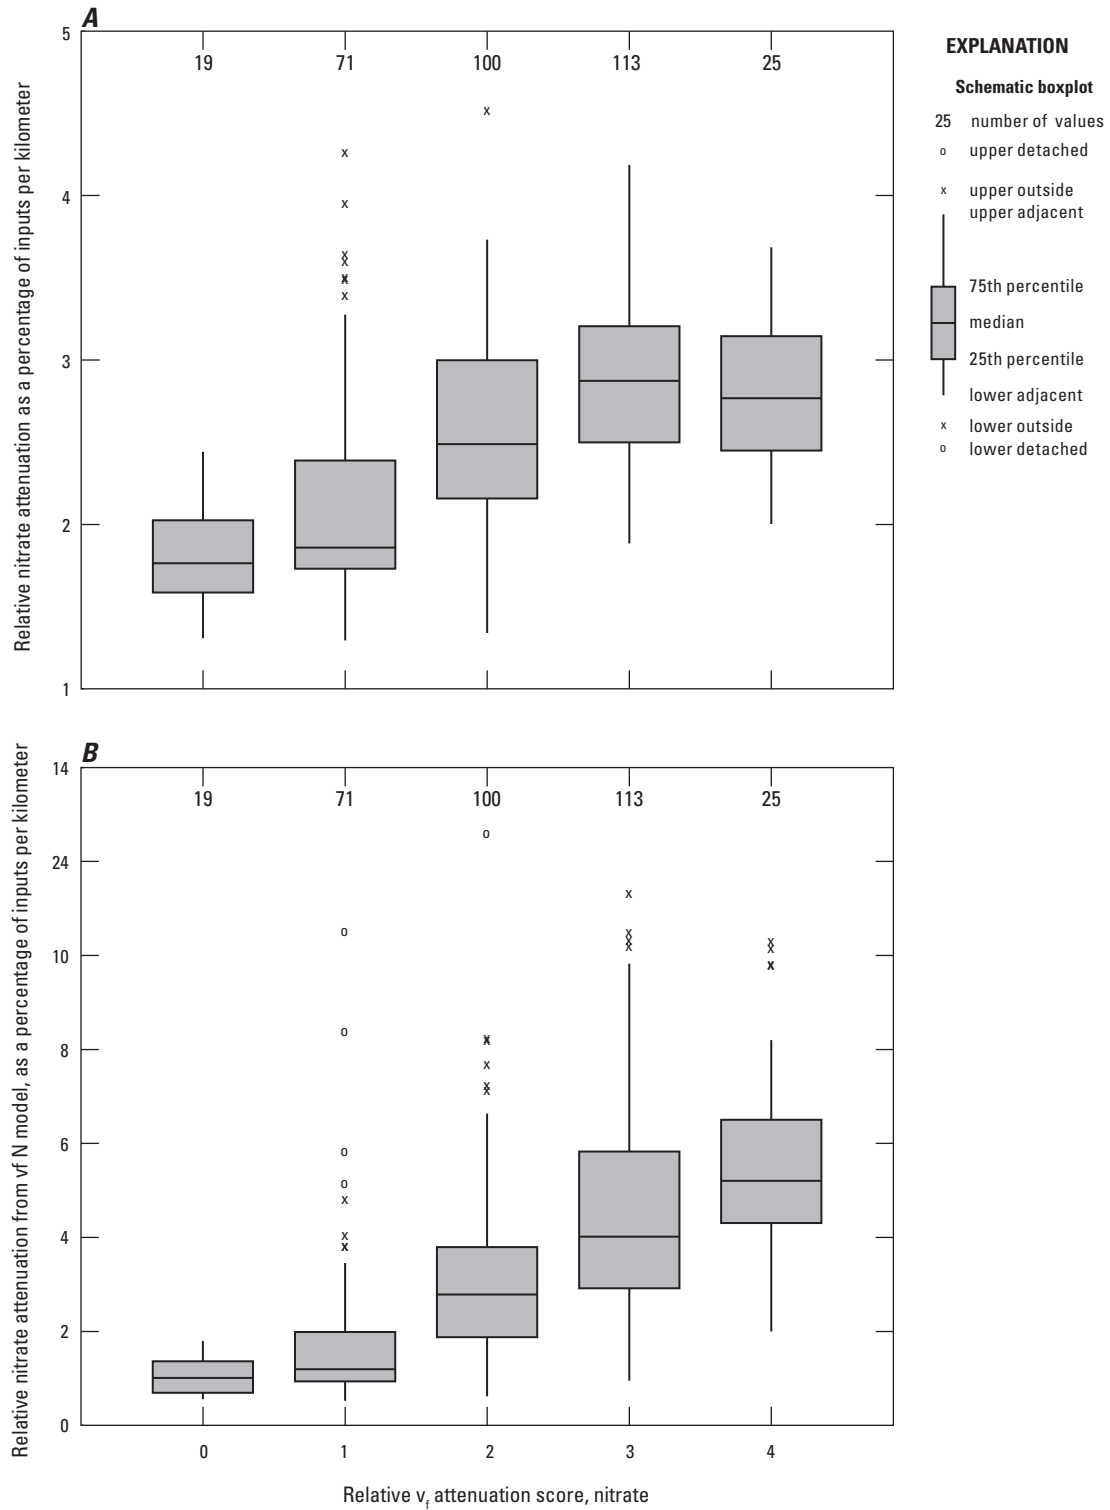 A
5
4
3
2
1
19 71 100 113 25
Relative nitrate attenuation as a percentage of inputs per kilometer
EXPLANATION
Schematic boxplot
25 number of values
o upper detached
x upper outside
upper adjacent
75th percentile
median
25th percentile
lower adjacent
x lower outside
o lower detached
B
14
24
10
8
6
4
2
0
19 71 100 113 25
Relative nitrate attenuation from vf N model, as a percentage of inputs per kilometer
0 1 2 3 4
Relative vf attenuation score, nitrate